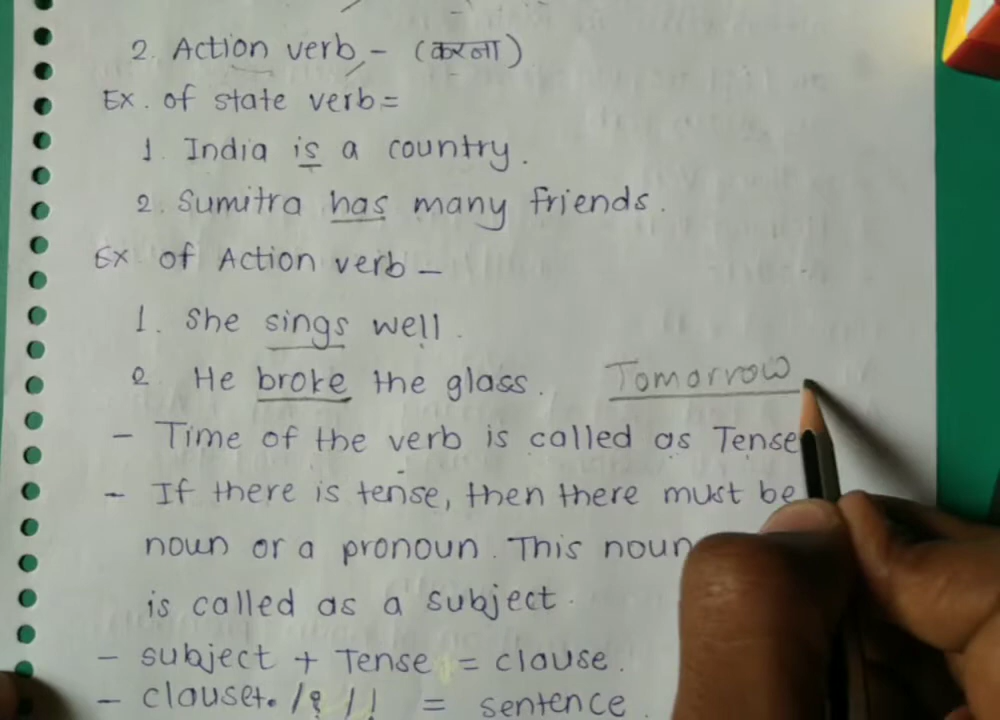 2. Action verb - (करना)
Ex. of state verb =
1. India is a country.
2. Sumitra has many friends.
Ex of Action verb -
1. She sings well.
2 He broke the glass. Tomorrow
- Time of the verb is called as Tense
- If there is tense, then there must be
noun or a pronoun. This noun
is called as a subject.
- subject + Tense = clause.
- clause+. /? /! = sentence.